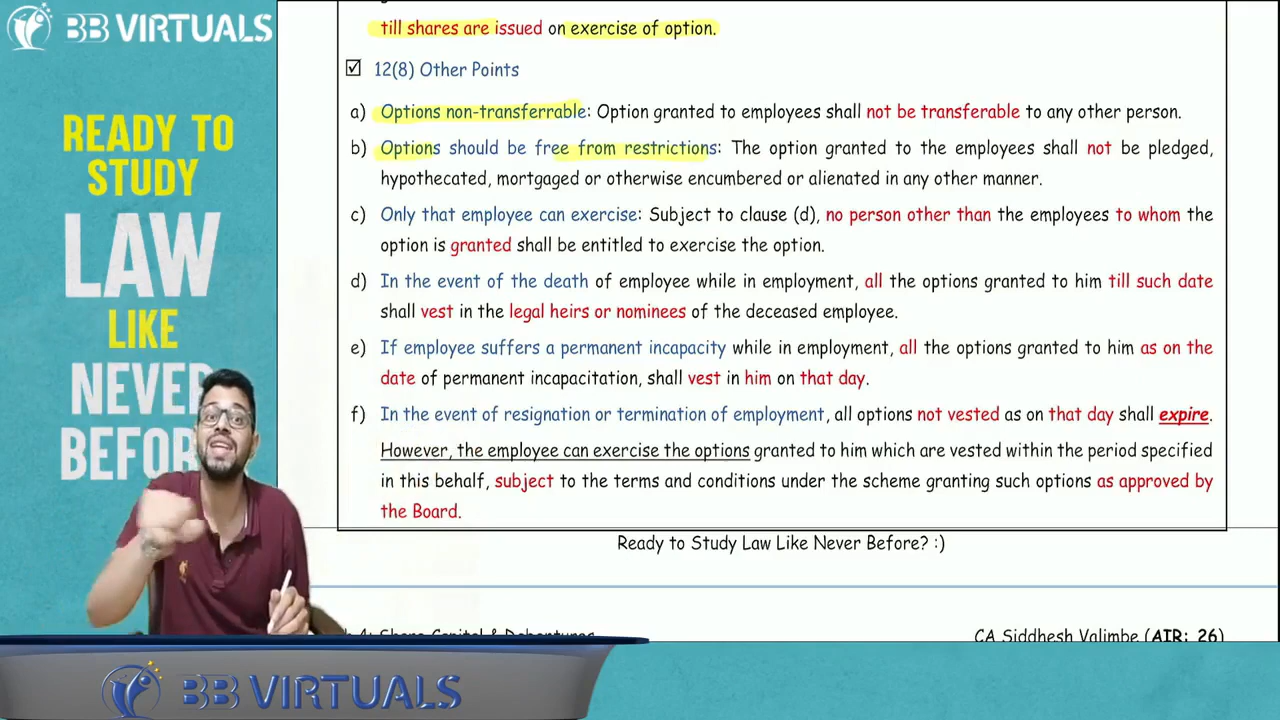 BB VIRTUALS
READY TO
STUDY
LAW
LIKE
NEVER
BEFOR
till shares are issued on exercise of option.
12(8) Other Points
a) Options non-transferrable: Option granted to employees shall not be transferable to any other person.
b) Options should be free from restrictions: The option granted to the employees shall not be pledged,
hypothecated, mortgaged or otherwise encumbered or alienated in any other manner.
c) Only that employee can exercise: Subject to clause (d), no person other than the employees to whom the
option is granted shall be entitled to exercise the option.
d) In the event of the death of employee while in employment, all the options granted to him till such date
shall vest in the legal heirs or nominees of the deceased employee.
e) If employee suffers a permanent incapacity while in employment, all the options granted to him as on the
date of permanent incapacitation, shall vest in him on that day.
f) In the event of resignation or termination of employment, all options not vested as on that day shall expire.
However, the employee can exercise the options granted to him which are vested within the period specified
in this behalf, subject to the terms and conditions under the scheme granting such options as approved by
the Board.
Ready to Study Law Like Never Before? :)
4: Share Capital & Debentures
CA Siddhesh Valimbe (AIR: 26)
BB VIRTUALS